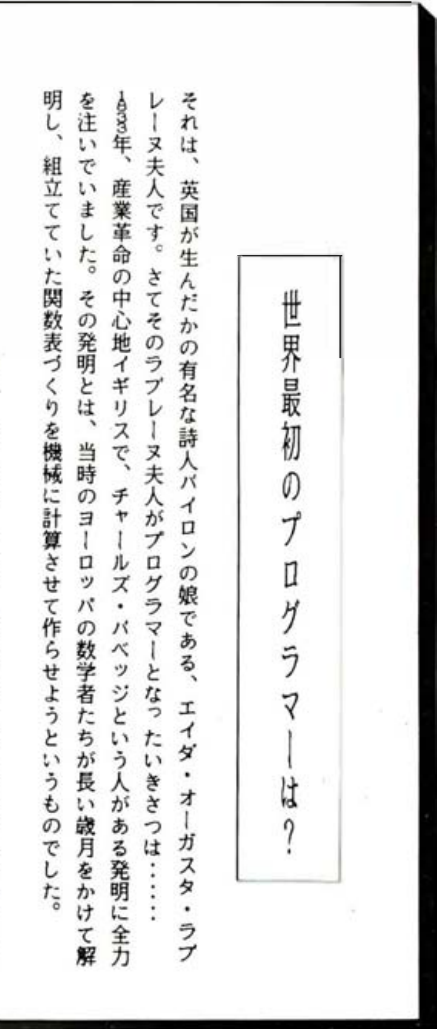 世界最初のプログラマーは?
それは、英国が生んだかの有名な詩人バイロンの娘である、エイダ・オーガスタ・ラブ
レーヌ夫人です。さてそのラブレーヌ夫人がプログラマーとなったいきさつは……
1833年、産業革命の中心地イギリスで、チャールズ・バベッジという人がある発明に全力
を注いでいました。その発明とは、当時のヨーロッパの数学者たちが長い歳月をかけて解
明し、組立てていた関数表づくりを機械に計算させて作らせようというものでした。